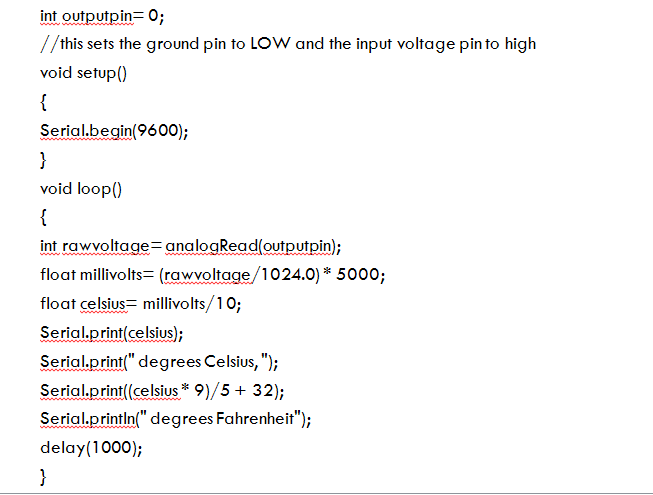 int outputpin= 0;
//this sets the ground pin to LOW and the input voltage pin to high
void setup()
{
Serial.begin(9600);
}
void loop()
{
int rawvoltage= analogRead(outputpin);
float millivolts= (rawvoltage/1024.0) * 5000;
float celsius= millivolts/10;
Serial.print(celsius);
Serial.print(" degrees Celsius, ");
Serial.print((celsius * 9)/5 + 32);
Serial.println(" degrees Fahrenheit");
delay(1000);
}